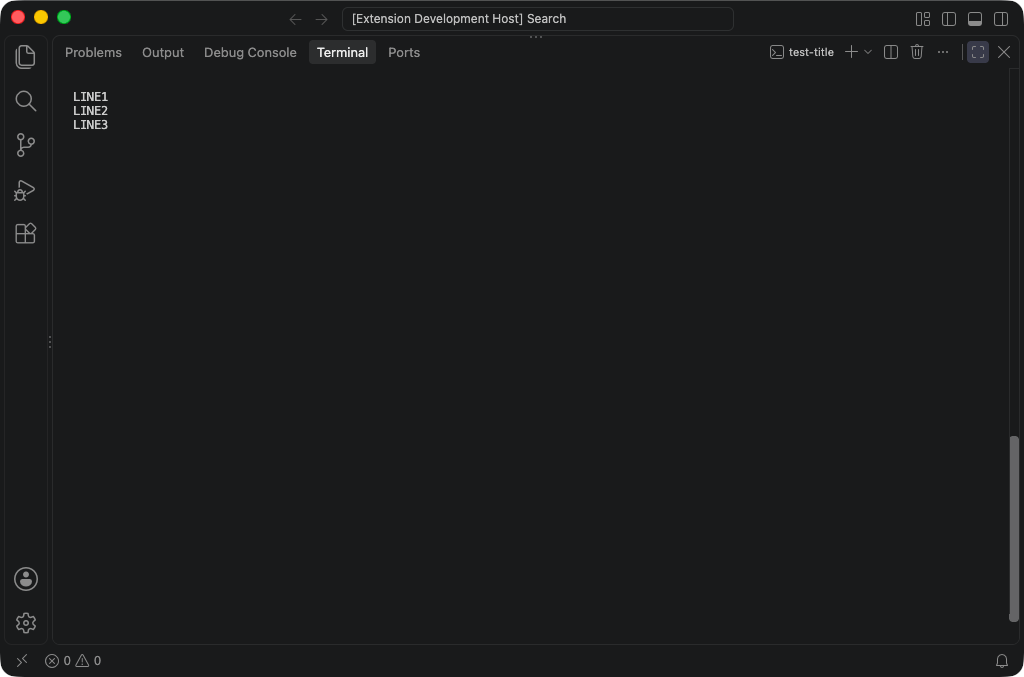 [Extension Development Host] Search
Problems Output Debug Console Terminal Ports test-title
LINE1
LINE2
LINE3
0 0